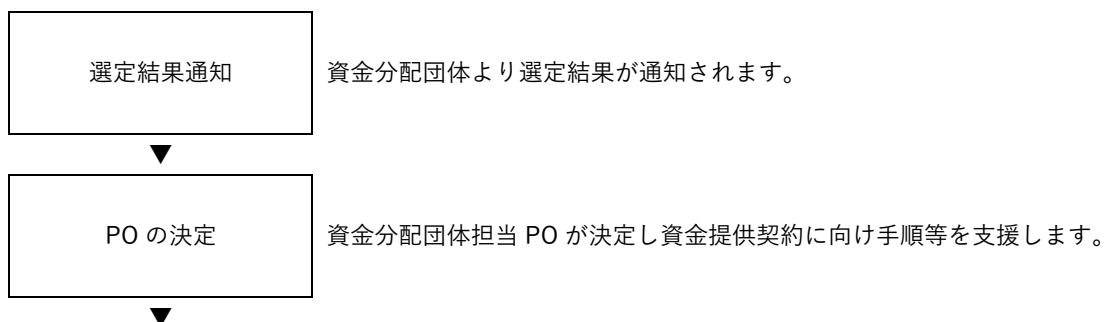 選定結果通知
資金分配団体より選定結果が通知されます。
▼
PO の決定
資金分配団体担当 PO が決定し資金提供契約に向け手順等を支援します。
▼